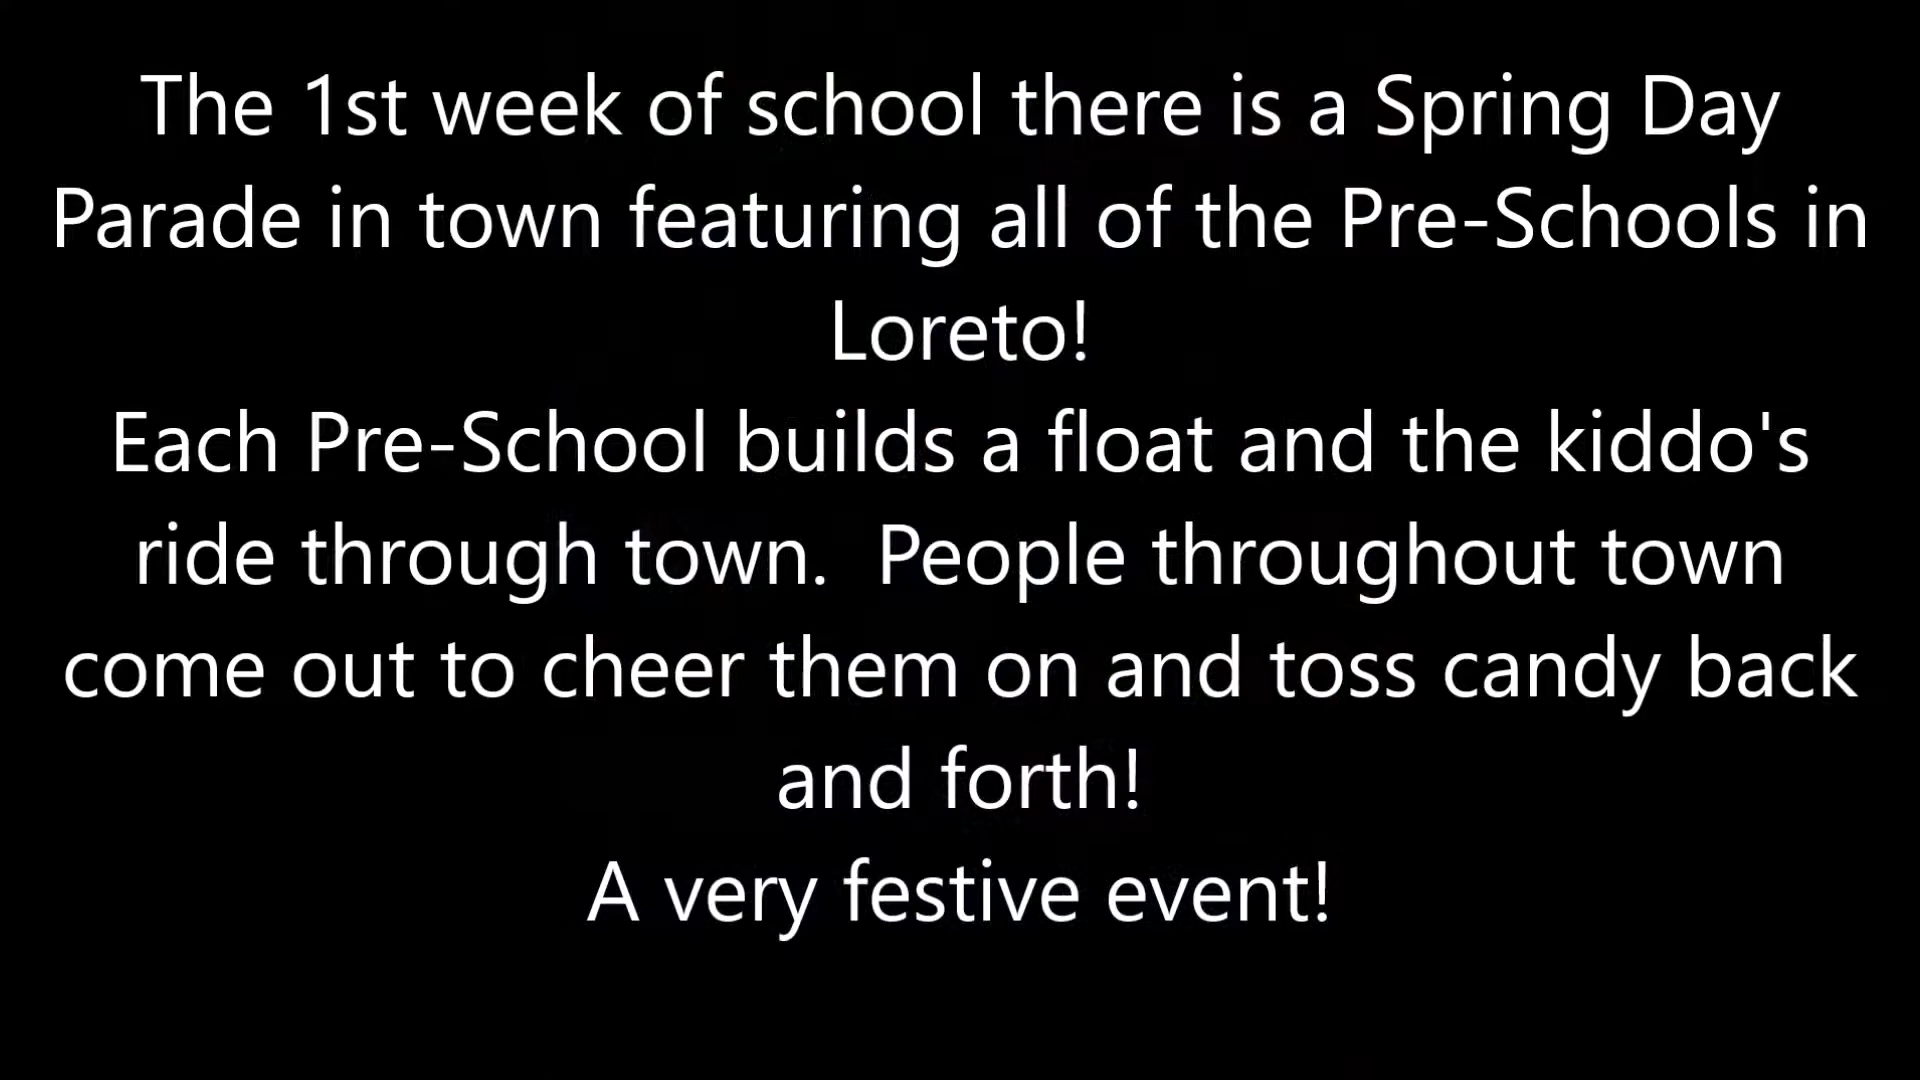 The 1st week of school there is a Spring Day
Parade in town featuring all of the Pre-Schools in
Loreto!
Each Pre-School builds a float and the kiddo's
ride through town.  People throughout town
come out to cheer them on and toss candy back
and forth!
A very festive event!